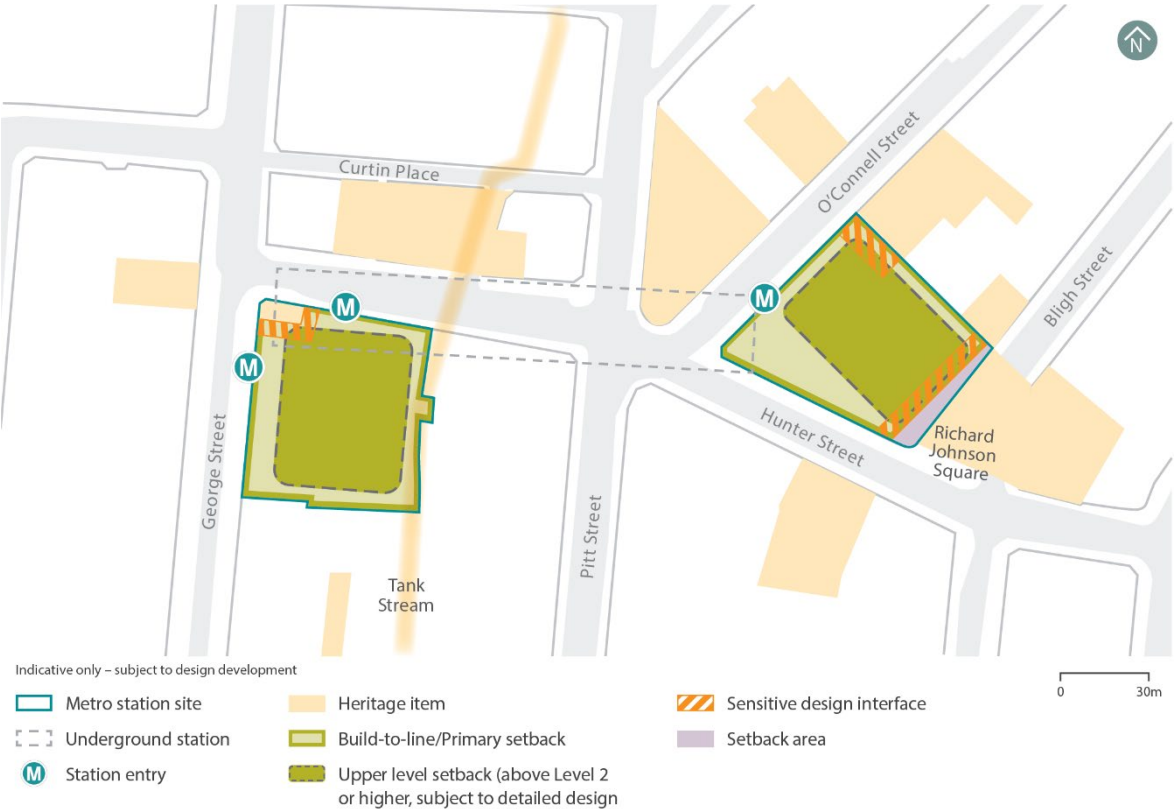 N
Curtin Place
O'Connell Street
M
M
M
Bligh Street
George Street
Hunter Street
Richard
Johnson
Square
Pitt Street
Tank
Stream
Indicative only – subject to design development
0 30m
Metro station site
Underground station
M Station entry
Heritage item
Build-to-line/Primary setback
Upper level setback (above Level 2
or higher, subject to detailed design
Sensitive design interface
Setback area